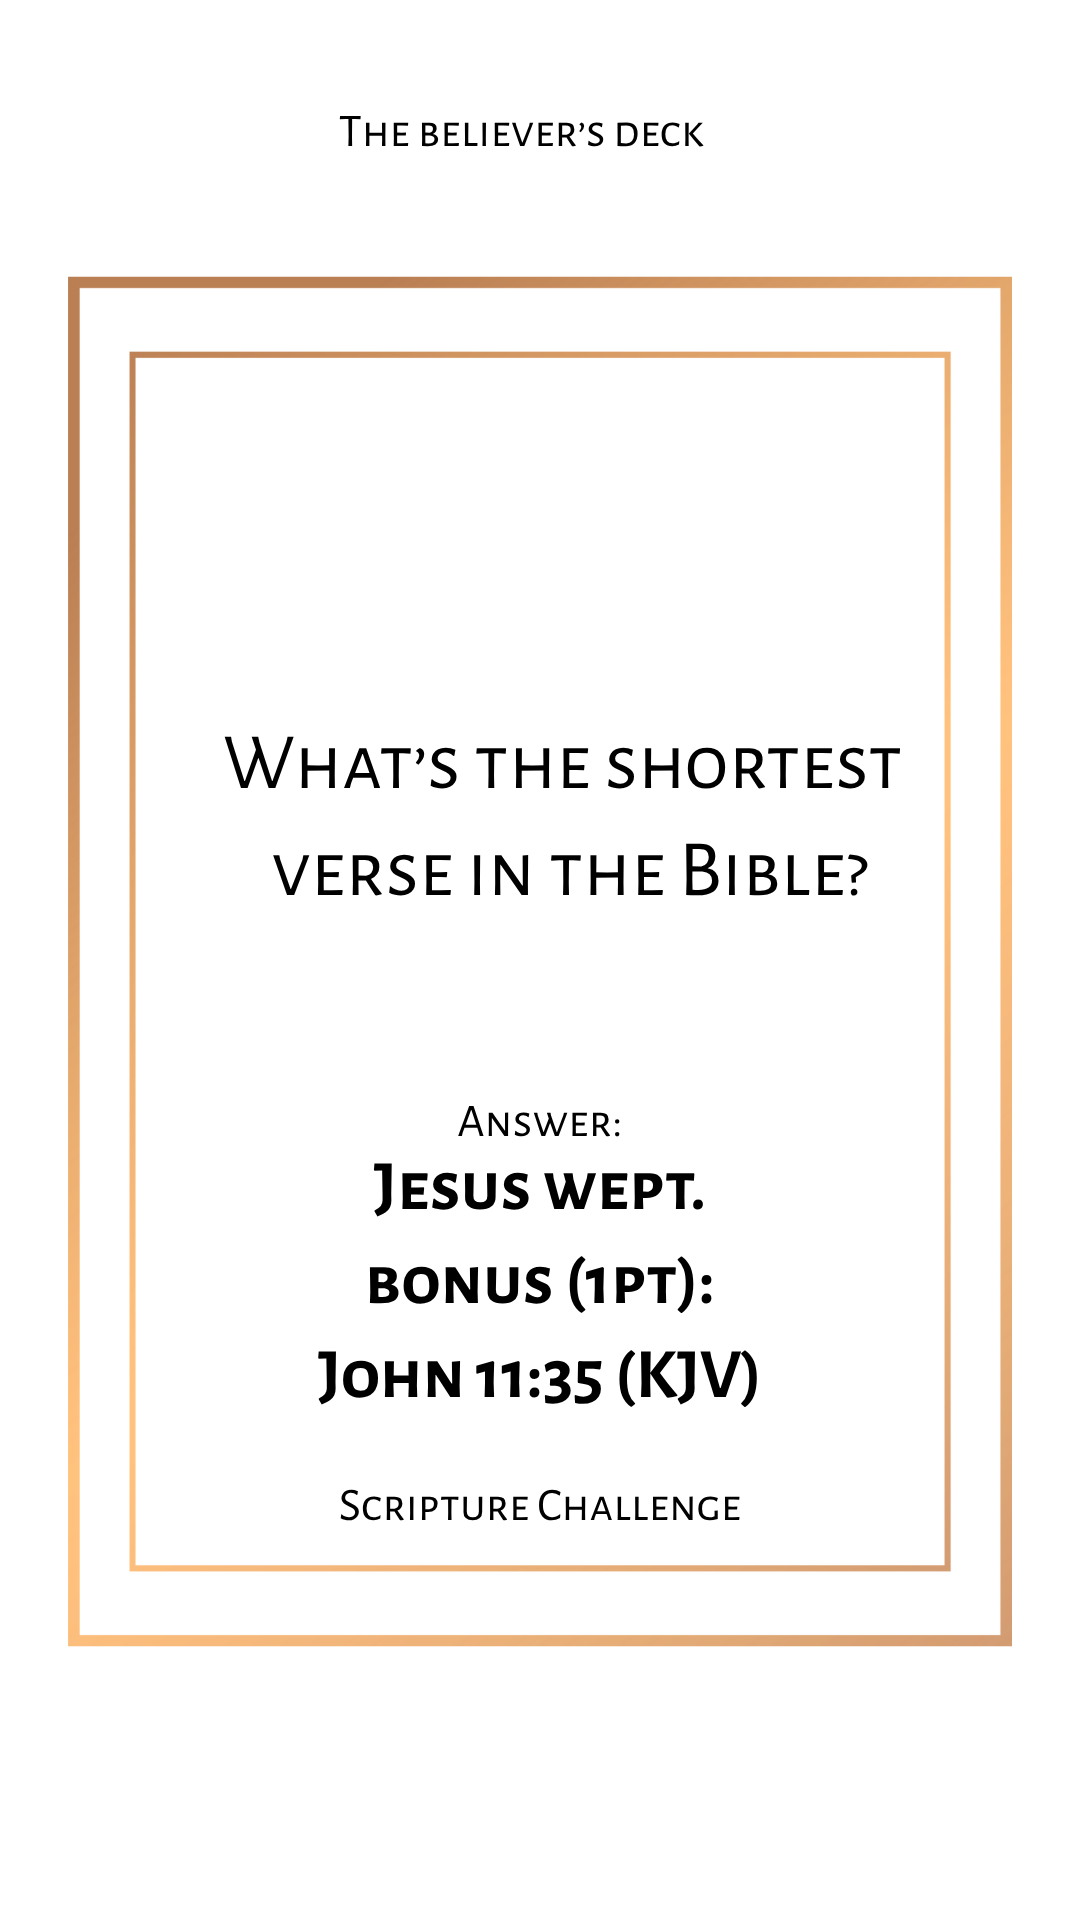 The believer’s deck
What’s the shortest
verse in the Bible?
Answer:
Jesus wept.
bonus (1pt):
John 11:35 (KJV)
Scripture Challenge